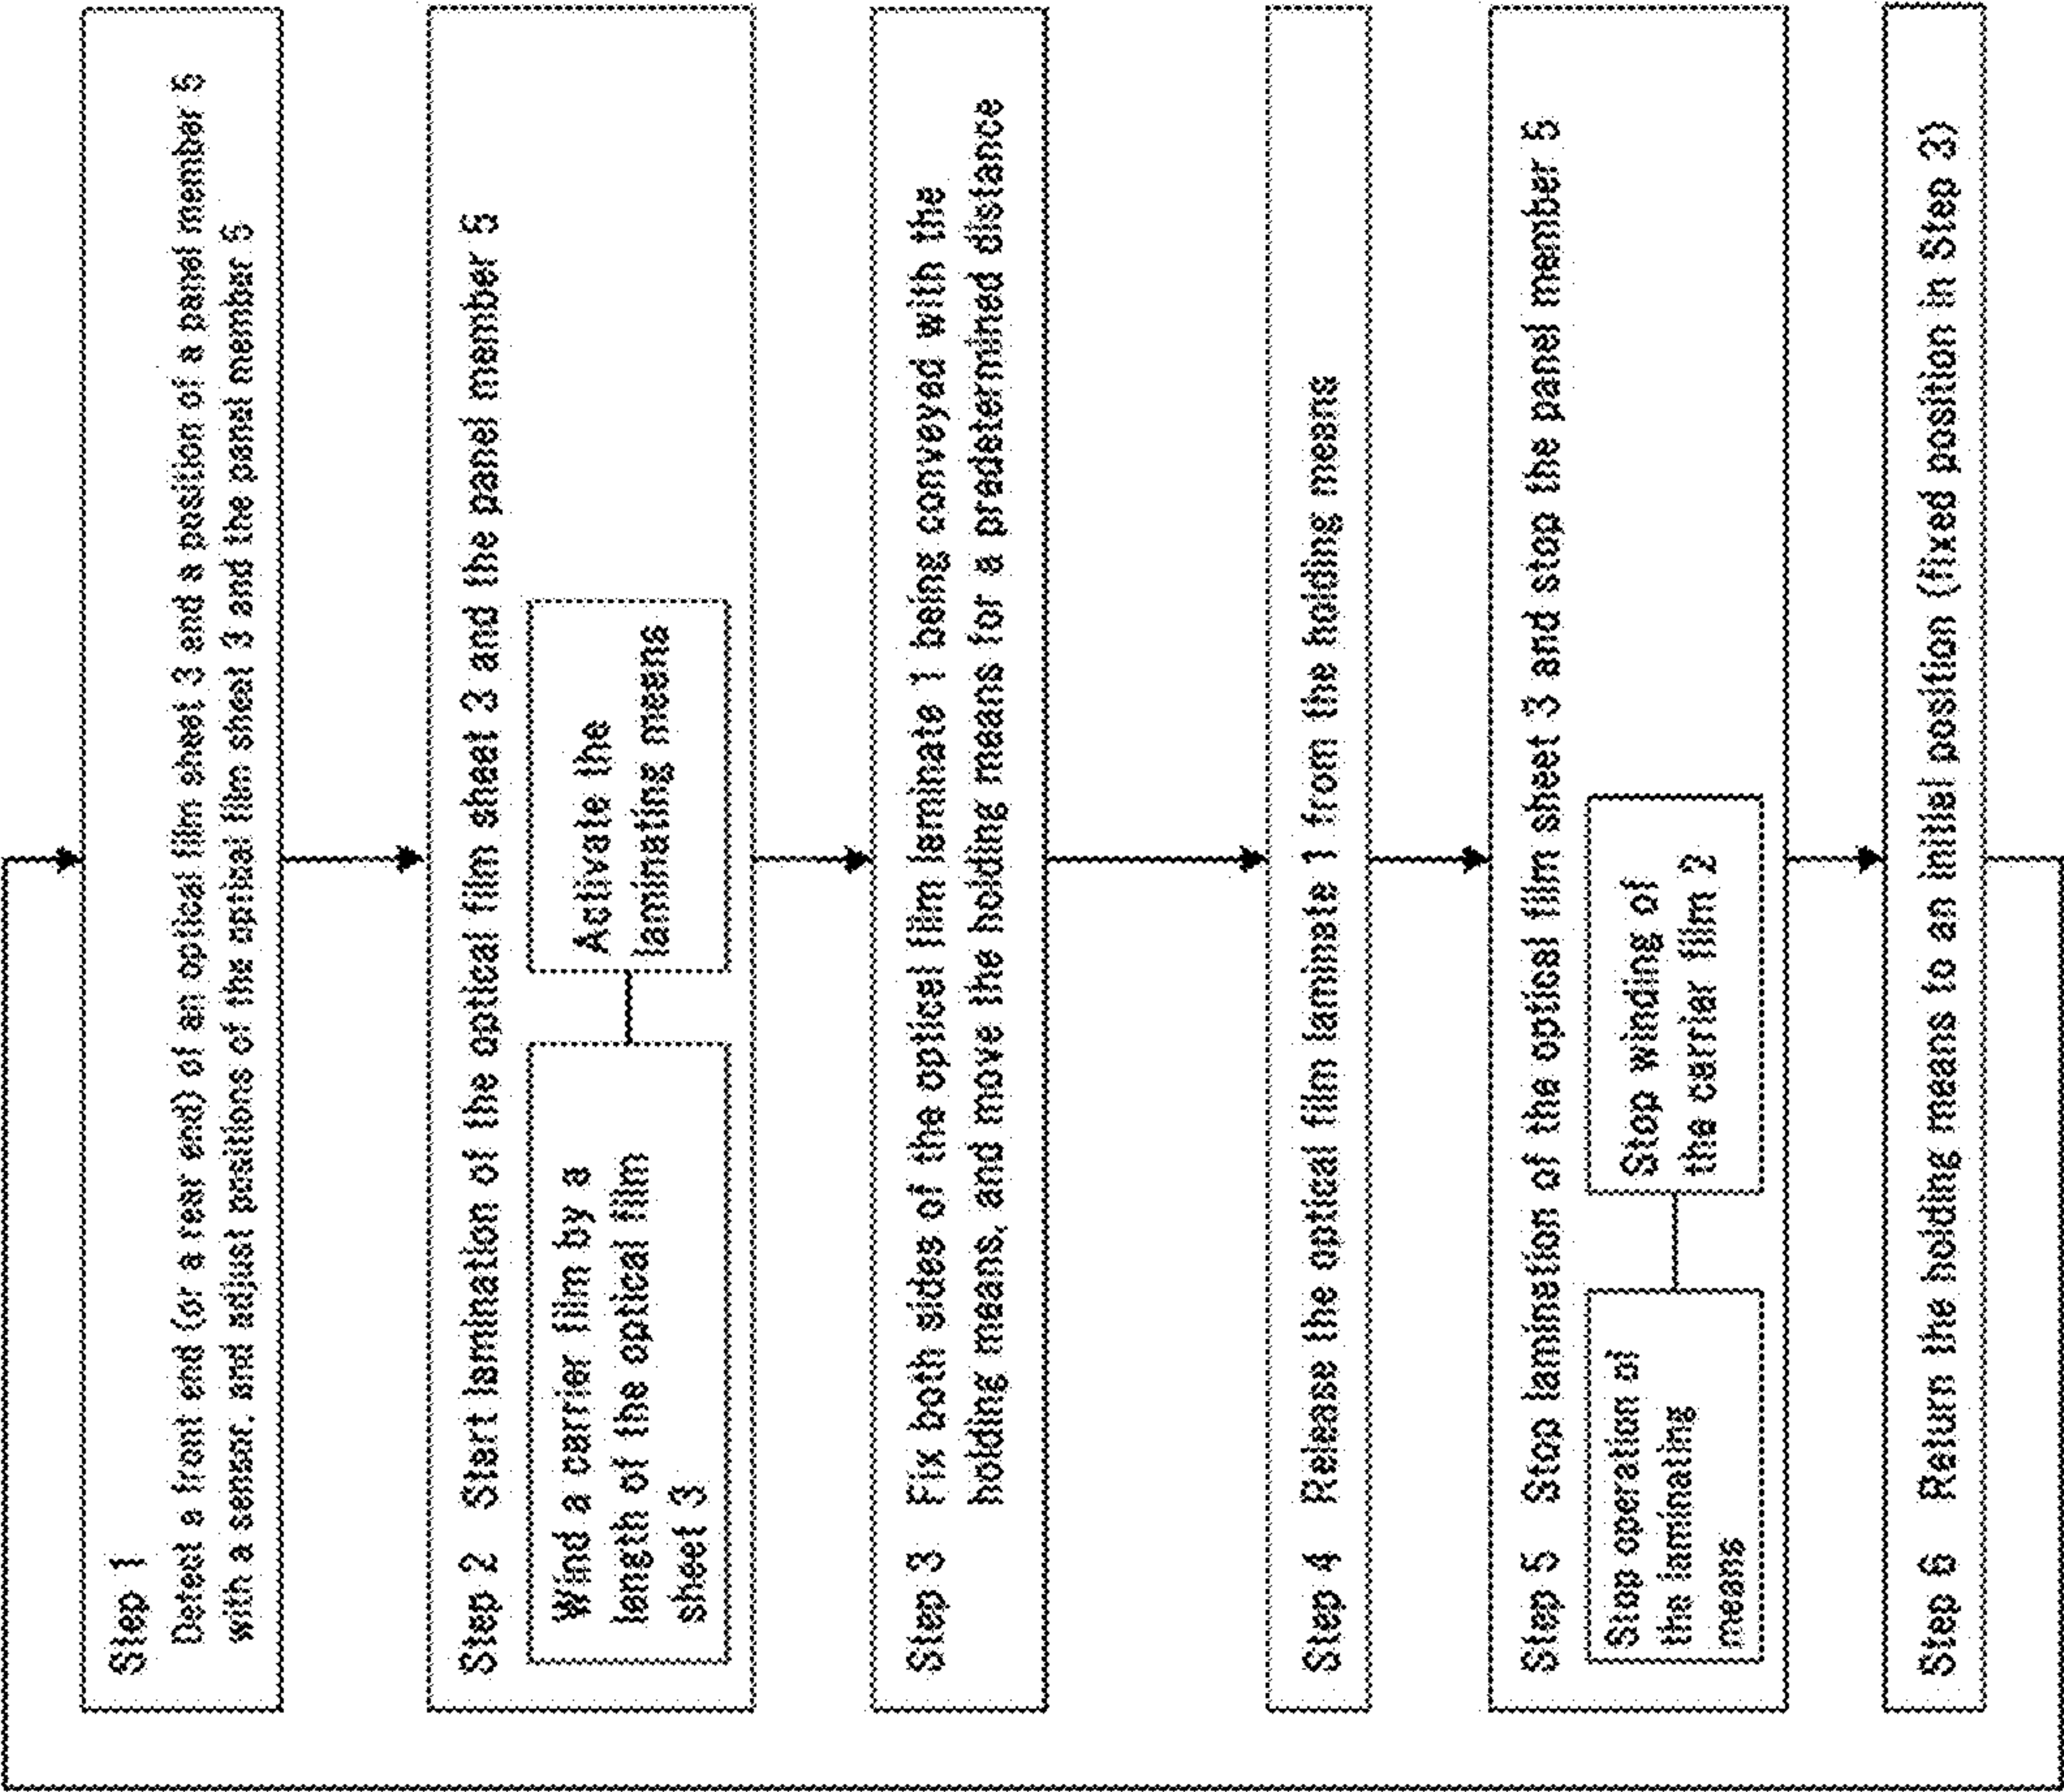 Step 1
Detect a front end (or a rear end) of an optical film sheet 3 and a position of a panel member 5
with a sensor, and adjust positions of the optical film sheet 3 and the panel member 5
Step 2 Start lamination of the optical film sheet 3 and the panel member 5
Wind a carrier film by a
length of the optical film
sheet 3
Activate the
laminating means
Step 3 Fix both sides of the optical film laminate 1 being conveyed with the
holding means, and move the holding means for a predetermined distance
Step 4 Release the optical film laminate 1 from the holding means
Step 5 Stop lamination of the optical film sheet 3 and stop the panel member 5
Stop operation of
the laminating
means
Stop winding of
the carrier film 2
Step 6 Return the holding means to an initial position (fixed position in Step 3)